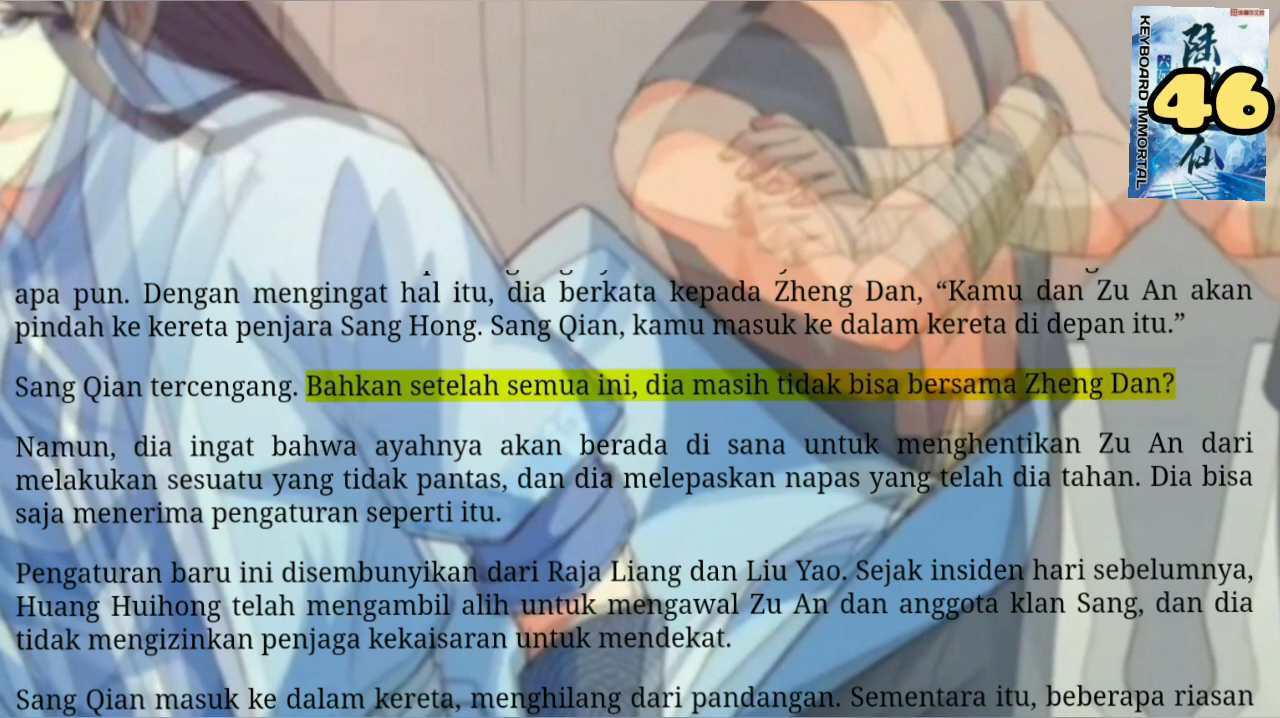 陆
仙
KEYBOARD IMMORTAL
46
apa pun. Dengan mengingat hal itu, dia berkata kepada Zheng Dan, “Kamu dan Zu An akan
pindah ke kereta penjara Sang Hong. Sang Qian, kamu masuk ke dalam kereta di depan itu.”
Sang Qian tercengang. Bahkan setelah semua ini, dia masih tidak bisa bersama Zheng Dan?
Namun, dia ingat bahwa ayahnya akan berada di sana untuk menghentikan Zu An dari
melakukan sesuatu yang tidak pantas, dan dia melepaskan napas yang telah dia tahan. Dia bisa
saja menerima pengaturan seperti itu.
Pengaturan baru ini disembunyikan dari Raja Liang dan Liu Yao. Sejak insiden hari sebelumnya,
Huang Huihong telah mengambil alih untuk mengawal Zu An dan anggota klan Sang, dan dia
tidak mengizinkan penjaga kekaisaran untuk mendekat.
Sang Qian masuk ke dalam kereta, menghilang dari pandangan. Sementara itu, beberapa riasan